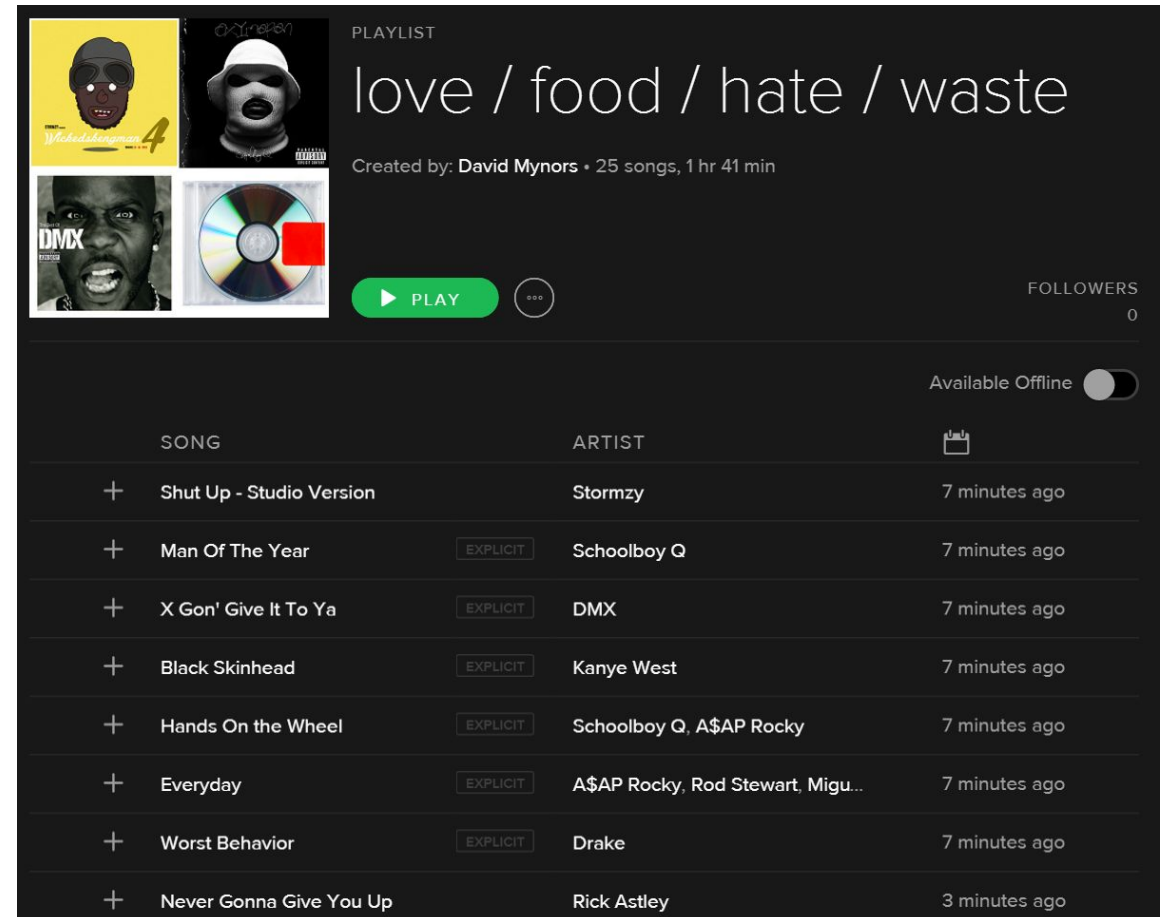 PLAYLIST
love / food / hate / waste
Created by: David Mynors • 25 songs, 1 hr 41 min
Wickedskengman 4
oxymoron
DMX
PLAY
FOLLOWERS
0
Available Offline
SONG ARTIST
Shut Up - Studio Version Stormzy 7 minutes ago
Man Of The Year EXPLICIT Schoolboy Q 7 minutes ago
X Gon' Give It To Ya EXPLICIT DMX 7 minutes ago
Black Skinhead EXPLICIT Kanye West 7 minutes ago
Hands On the Wheel EXPLICIT Schoolboy Q, A$AP Rocky 7 minutes ago
Everyday EXPLICIT A$AP Rocky, Rod Stewart, Migu... 7 minutes ago
Worst Behavior EXPLICIT Drake 7 minutes ago
Never Gonna Give You Up Rick Astley 3 minutes ago